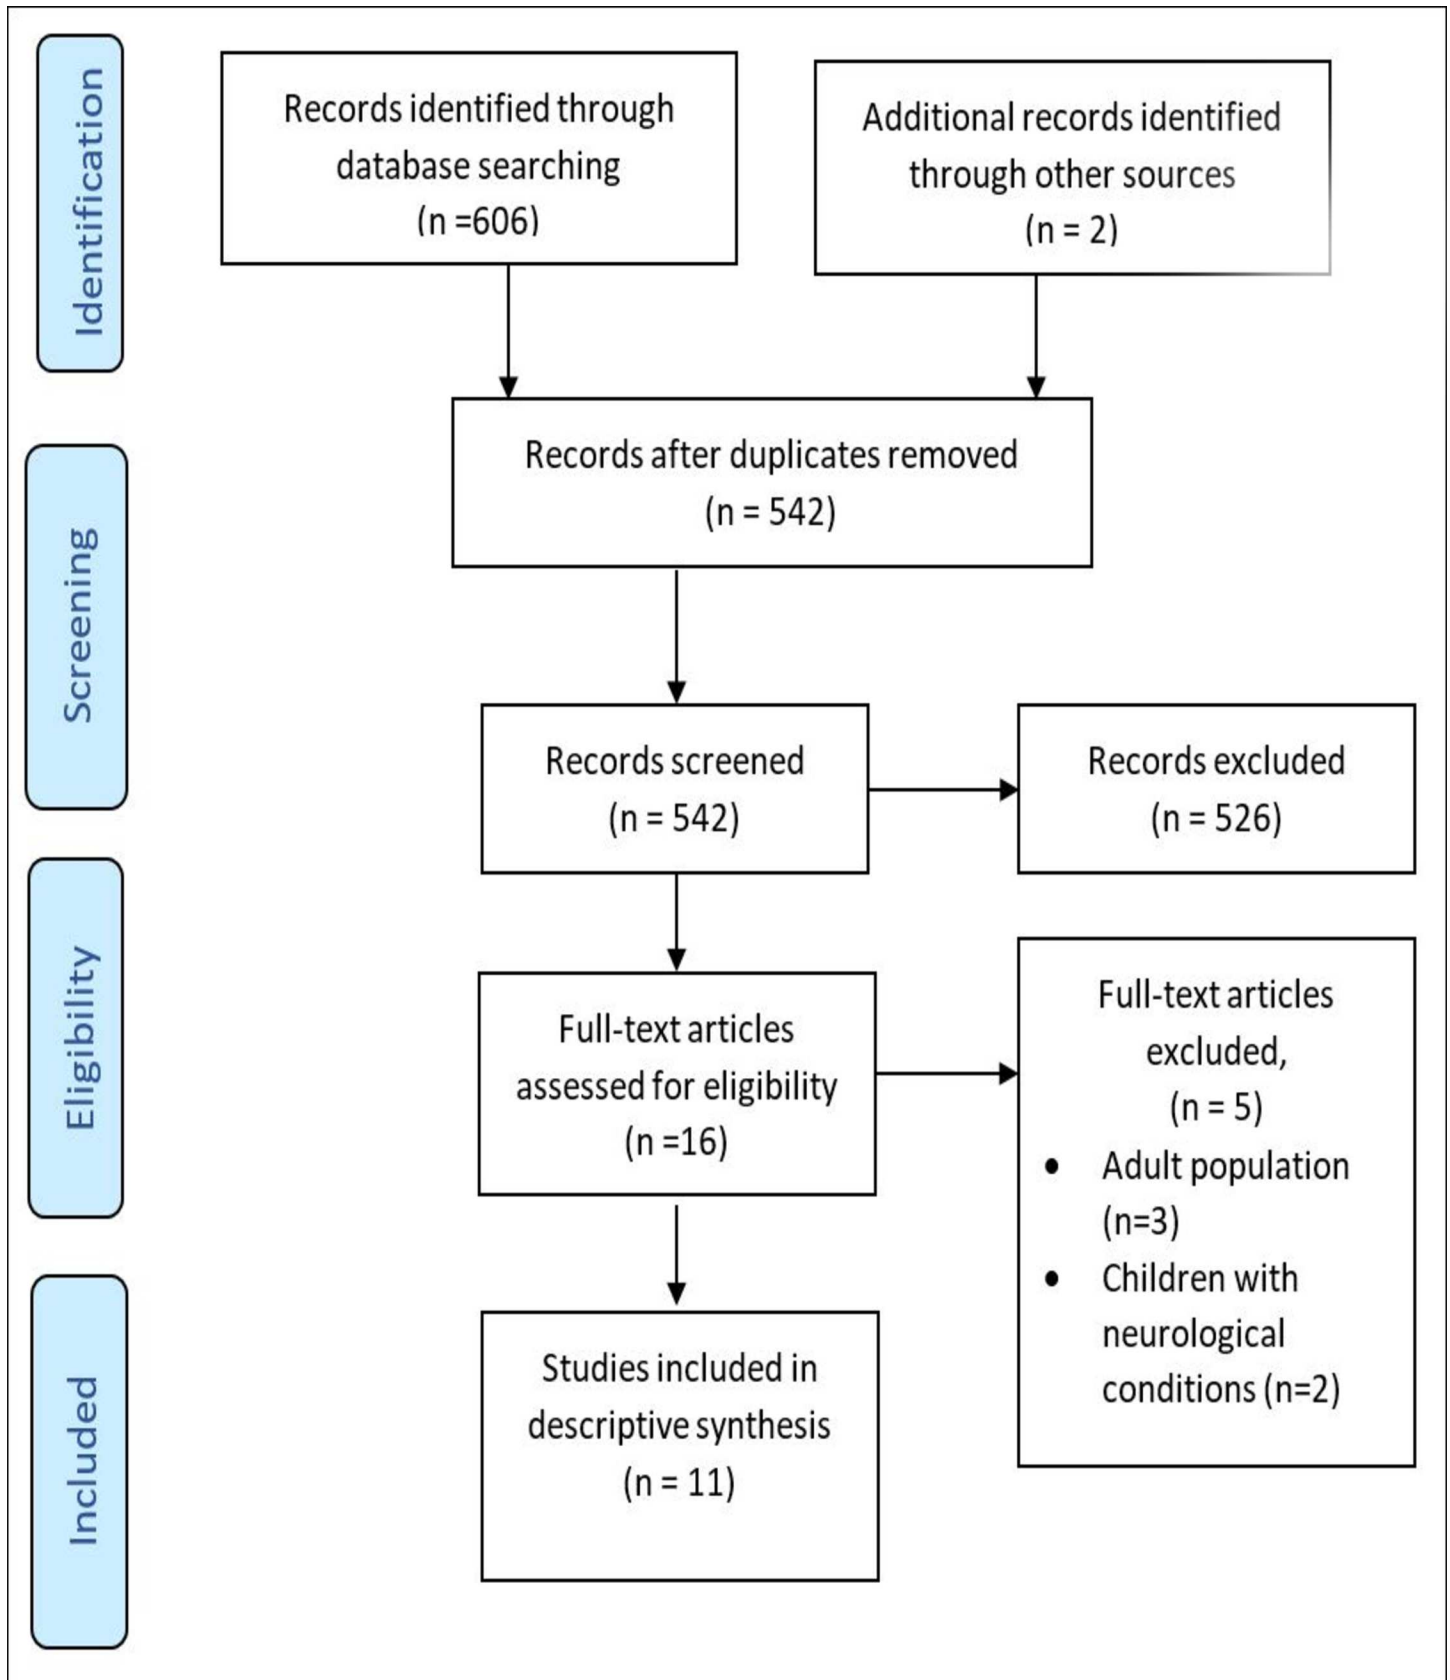 Identification
Records identified through
database searching
(n =606)
Additional records identified
through other sources
(n = 2)
Screening
Records after duplicates removed
(n = 542)
Records screened
(n = 542)
Records excluded
(n = 526)
Eligibility
Full-text articles
assessed for eligibility
(n =16)
Full-text articles
excluded,
(n = 5)
• Adult population
(n=3)
• Children with
neurological
conditions (n=2)
Included
Studies included in
descriptive synthesis
(n = 11)